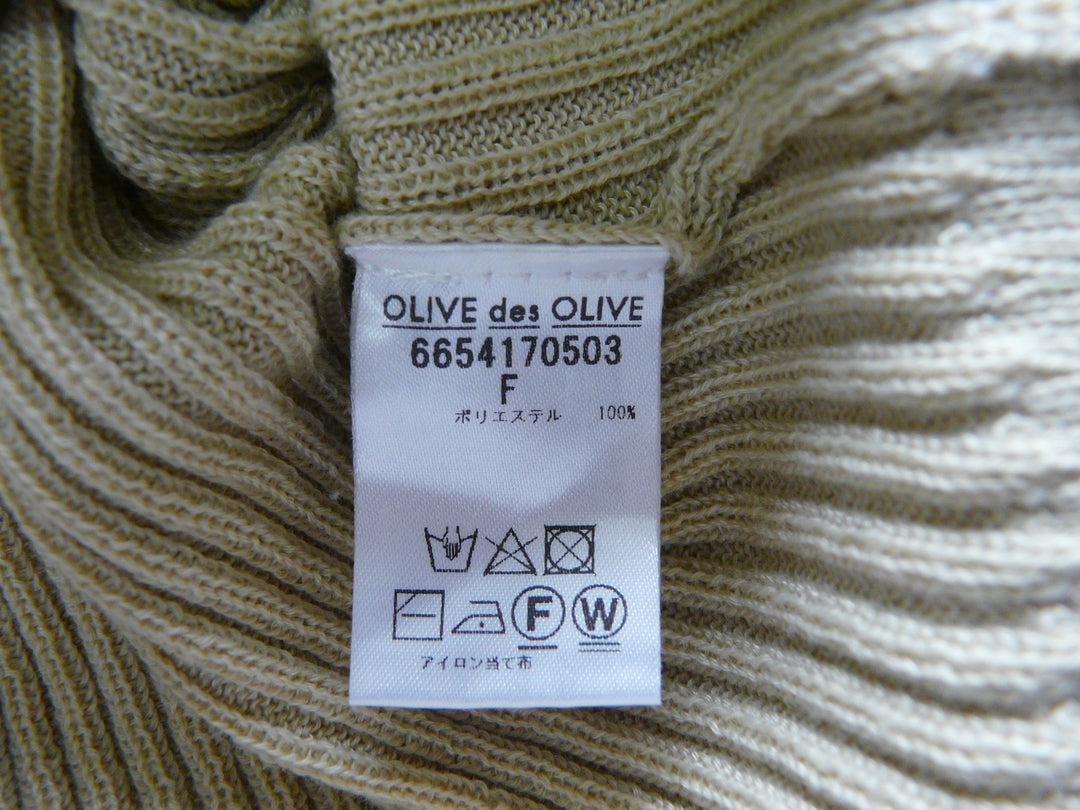 OLIVE des OLIVE
6654170503
F
ポリエステル 100%
F W
アイロン当て布